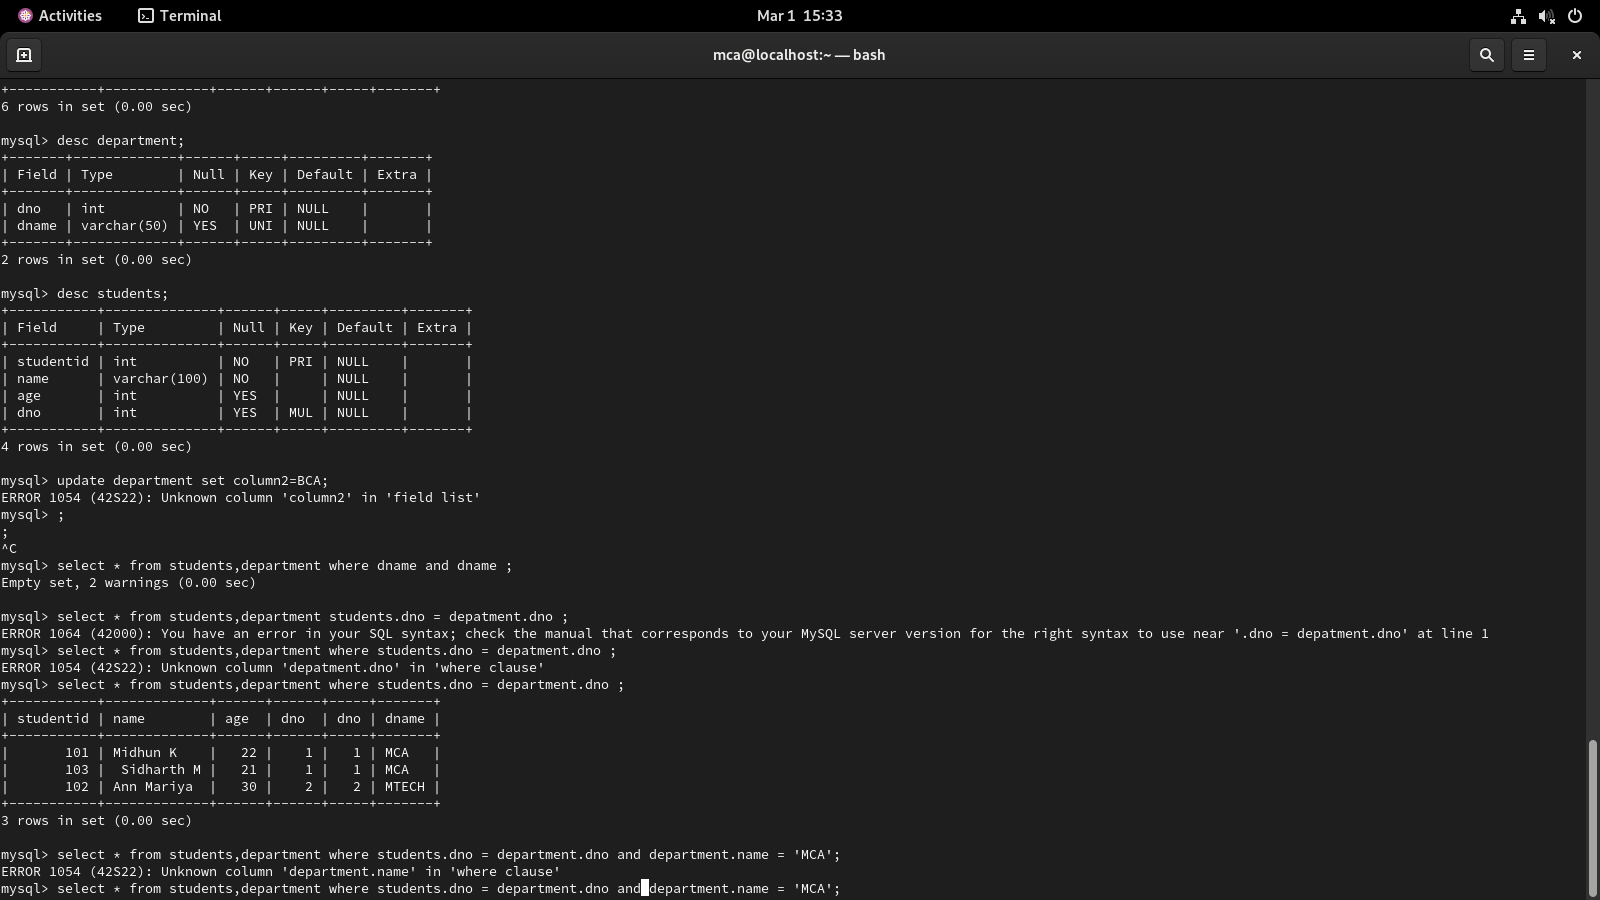 Activities Terminal Mar 1 15:33
mca@localhost:~ — bash
+-----------+-------------+------+------+-----+-------+
6 rows in set (0.00 sec)
mysql> desc department;
+-------+-------------+------+-----+---------+-------+
| Field | Type        | Null | Key | Default | Extra |
+-------+-------------+------+-----+---------+-------+
| dno   | int         | NO   | PRI | NULL    |       |
| dname | varchar(50) | YES  | UNI | NULL    |       |
+-------+-------------+------+-----+---------+-------+
2 rows in set (0.00 sec)
mysql> desc students;
+-----------+--------------+------+-----+---------+-------+
| Field     | Type         | Null | Key | Default | Extra |
+-----------+--------------+------+-----+---------+-------+
| studentid | int          | NO   | PRI | NULL    |       |
| name      | varchar(100) | NO   |     | NULL    |       |
| age       | int          | YES  |     | NULL    |       |
| dno       | int          | YES  | MUL | NULL    |       |
+-----------+--------------+------+-----+---------+-------+
4 rows in set (0.00 sec)
mysql> update department set column2=BCA;
ERROR 1054 (42S22): Unknown column 'column2' in 'field list'
mysql> ;
;
^C
mysql> select * from students,department where dname and dname ;
Empty set, 2 warnings (0.00 sec)
mysql> select * from students,department students.dno = depatment.dno ;
ERROR 1064 (42000): You have an error in your SQL syntax; check the manual that corresponds to your MySQL server version for the right syntax to use near '.dno = depatment.dno' at line 1
mysql> select * from students,department where students.dno = depatment.dno ;
ERROR 1054 (42S22): Unknown column 'depatment.dno' in 'where clause'
mysql> select * from students,department where students.dno = department.dno ;
+-----------+-------------+------+------+-----+-------+
| studentid | name        | age  | dno  | dno | dname |
+-----------+-------------+------+------+-----+-------+
|       101 | Midhun K    |   22 |    1 |   1 | MCA   |
|       103 |  Sidharth M |   21 |    1 |   1 | MCA   |
|       102 | Ann Mariya  |   30 |    2 |   2 | MTECH |
+-----------+-------------+------+------+-----+-------+
3 rows in set (0.00 sec)
mysql> select * from students,department where students.dno = department.dno and department.name = 'MCA';
ERROR 1054 (42S22): Unknown column 'department.name' in 'where clause'
mysql> select * from students,department where students.dno = department.dno and department.name = 'MCA';